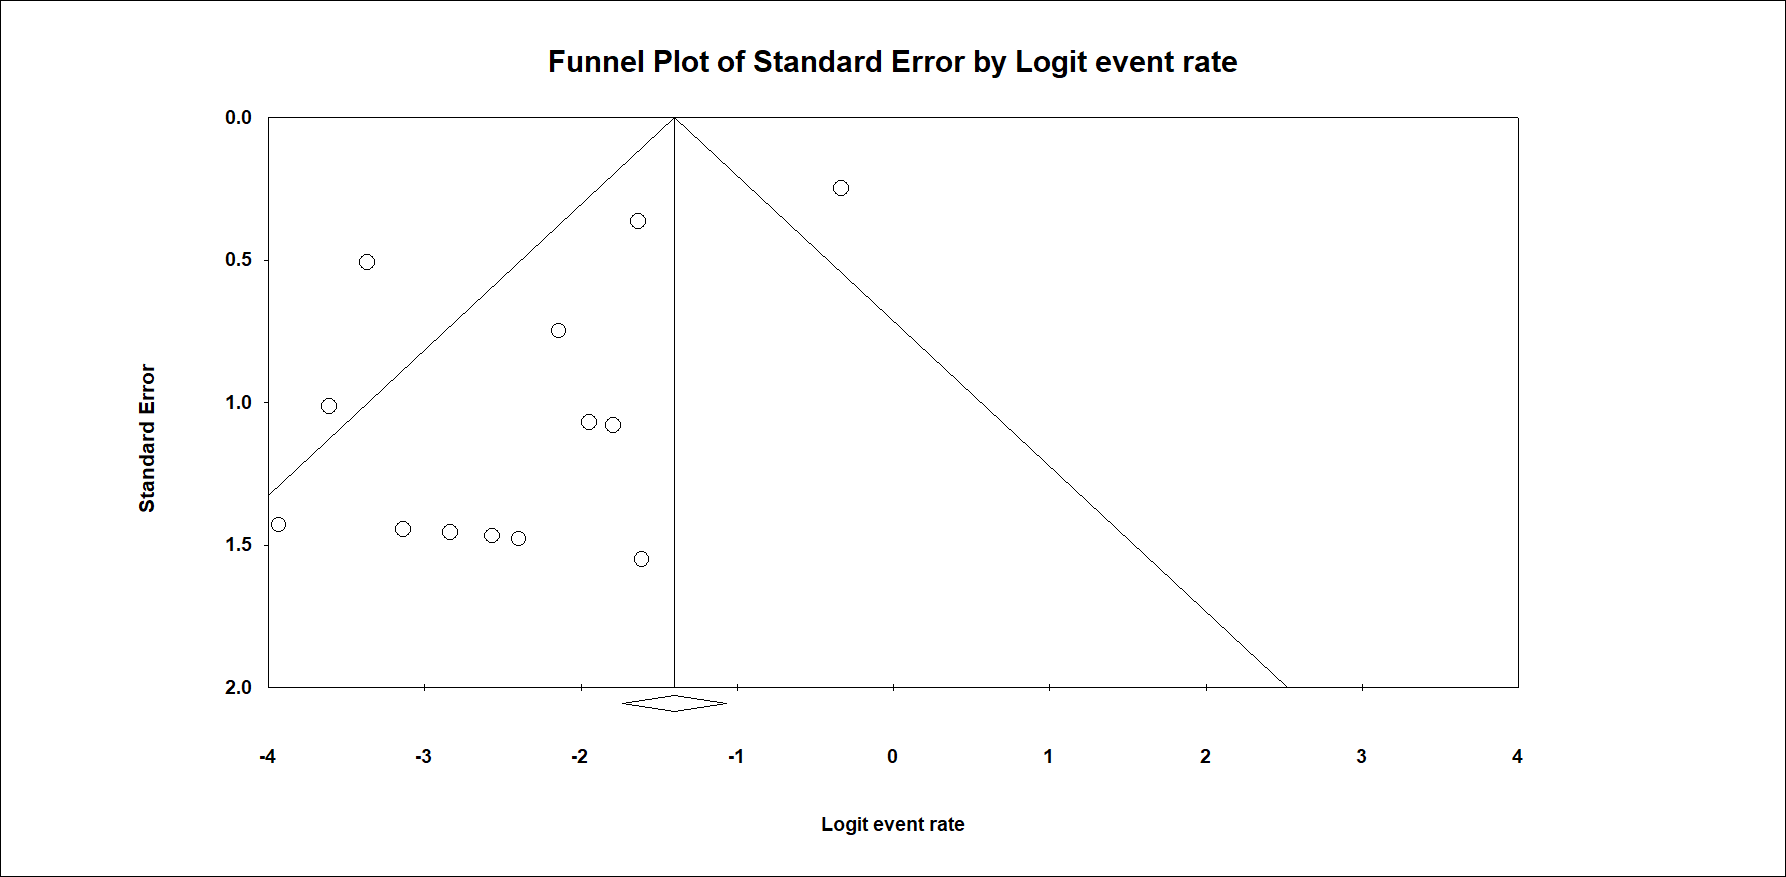 Funnel Plot of Standard Error by Logit event rate
0.0
0.5
1.0
1.5
2.0
Standard Error
-4 -3 -2 -1 0 1 2 3 4
Logit event rate